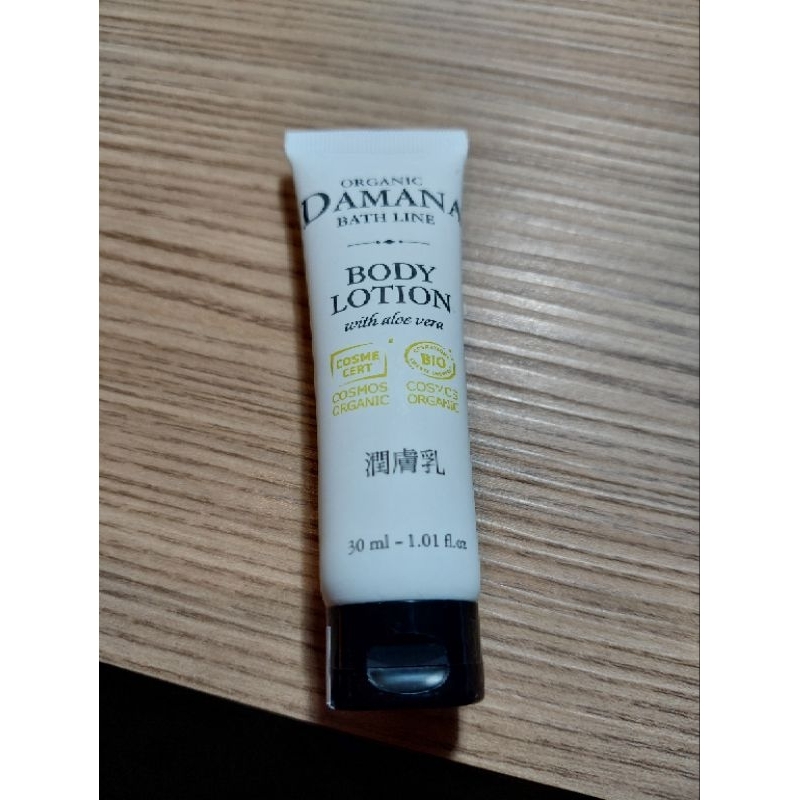 ORGANIC
DAMANA
BATH LINE
BODY
LOTION
with aloe vera
COSME
CERT
COSMOS
ORGANIC
BIO
COSMOS
ORGANIC
潤膚乳
30 ml - 1.01 fl.oz